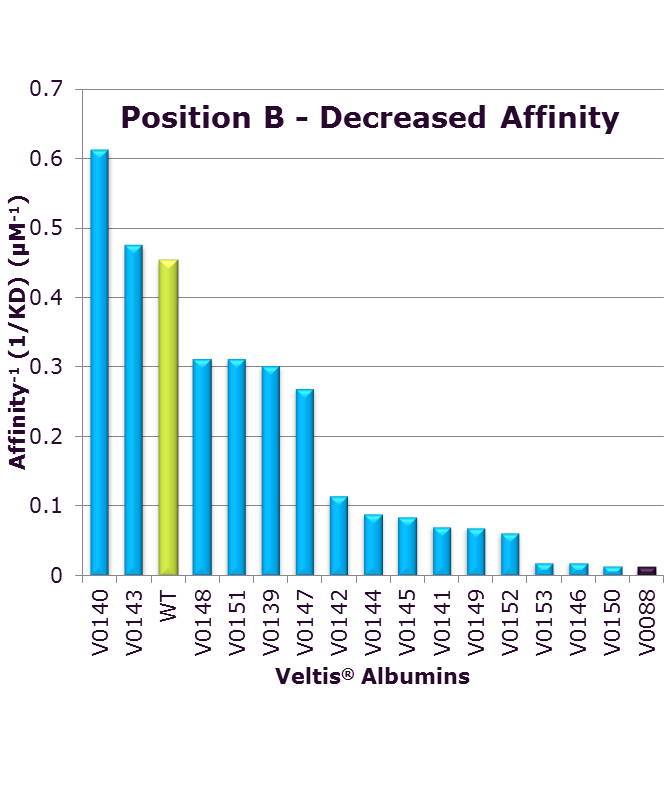 Position B - Decreased Affinity
Affinity⁻¹ (1/KD) (µM⁻¹)
0.7
0.6
0.5
0.4
0.3
0.2
0.1
0
V0140
V0143
WT
V0148
V0151
V0139
V0147
V0142
V0144
V0145
V0141
V0149
V0152
V0153
V0146
V0150
V0088
Veltis® Albumins